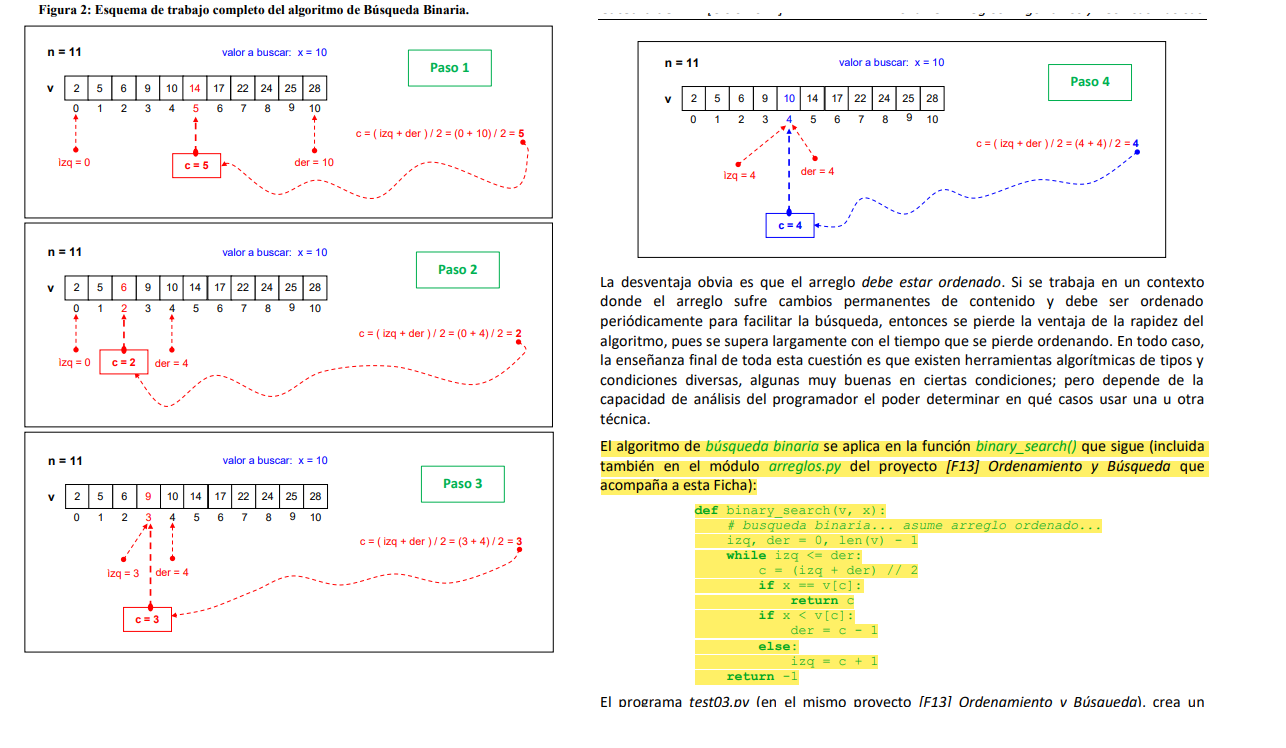 Figura 2: Esquema de trabajo completo del algoritmo de Búsqueda Binaria.
n = 11
valor a buscar: x = 10
Paso 1
v 2 5 6 9 10 14 17 22 24 25 28
0 1 2 3 4 5 6 7 8 9 10
c = ( izq + der ) / 2 = (0 + 10) / 2 = 5
izq = 0
c = 5
der = 10
n = 11
valor a buscar: x = 10
Paso 2
v 2 5 6 9 10 14 17 22 24 25 28
0 1 2 3 4 5 6 7 8 9 10
c = ( izq + der ) / 2 = (0 + 4) / 2 = 2
izq = 0
c = 2
der = 4
n = 11
valor a buscar: x = 10
Paso 3
v 2 5 6 9 10 14 17 22 24 25 28
0 1 2 3 4 5 6 7 8 9 10
c = ( izq + der ) / 2 = (3 + 4) / 2 = 3
izq = 3
der = 4
c = 3
n = 11
valor a buscar: x = 10
Paso 4
v 2 5 6 9 10 14 17 22 24 25 28
0 1 2 3 4 5 6 7 8 9 10
c = ( izq + der ) / 2 = (4 + 4) / 2 = 4
izq = 4
der = 4
c = 4
La desventaja obvia es que el arreglo debe estar ordenado. Si se trabaja en un contexto
donde el arreglo sufre cambios permanentes de contenido y debe ser ordenado
periódicamente para facilitar la búsqueda, entonces se pierde la ventaja de la rapidez del
algoritmo, pues se supera largamente con el tiempo que se pierde ordenando. En todo caso,
la enseñanza final de toda esta cuestión es que existen herramientas algorítmicas de tipos y
condiciones diversas, algunas muy buenas en ciertas condiciones; pero depende de la
capacidad de análisis del programador el poder determinar en qué casos usar una u otra
técnica.
El algoritmo de búsqueda binaria se aplica en la función binary_search() que sigue (incluida
también en el módulo arreglos.py del proyecto [F13] Ordenamiento y Búsqueda que
acompaña a esta Ficha):
def binary_search(v, x):
# busqueda binaria... asume arreglo ordenado...
izq, der = 0, len(v) - 1
while izq <= der:
c = (izq + der) // 2
if x == v[c]:
return c
if x < v[c]:
der = c - 1
else:
izq = c + 1
return -1
El programa test03.py (en el mismo proyecto [F13] Ordenamiento y Búsqueda), crea un